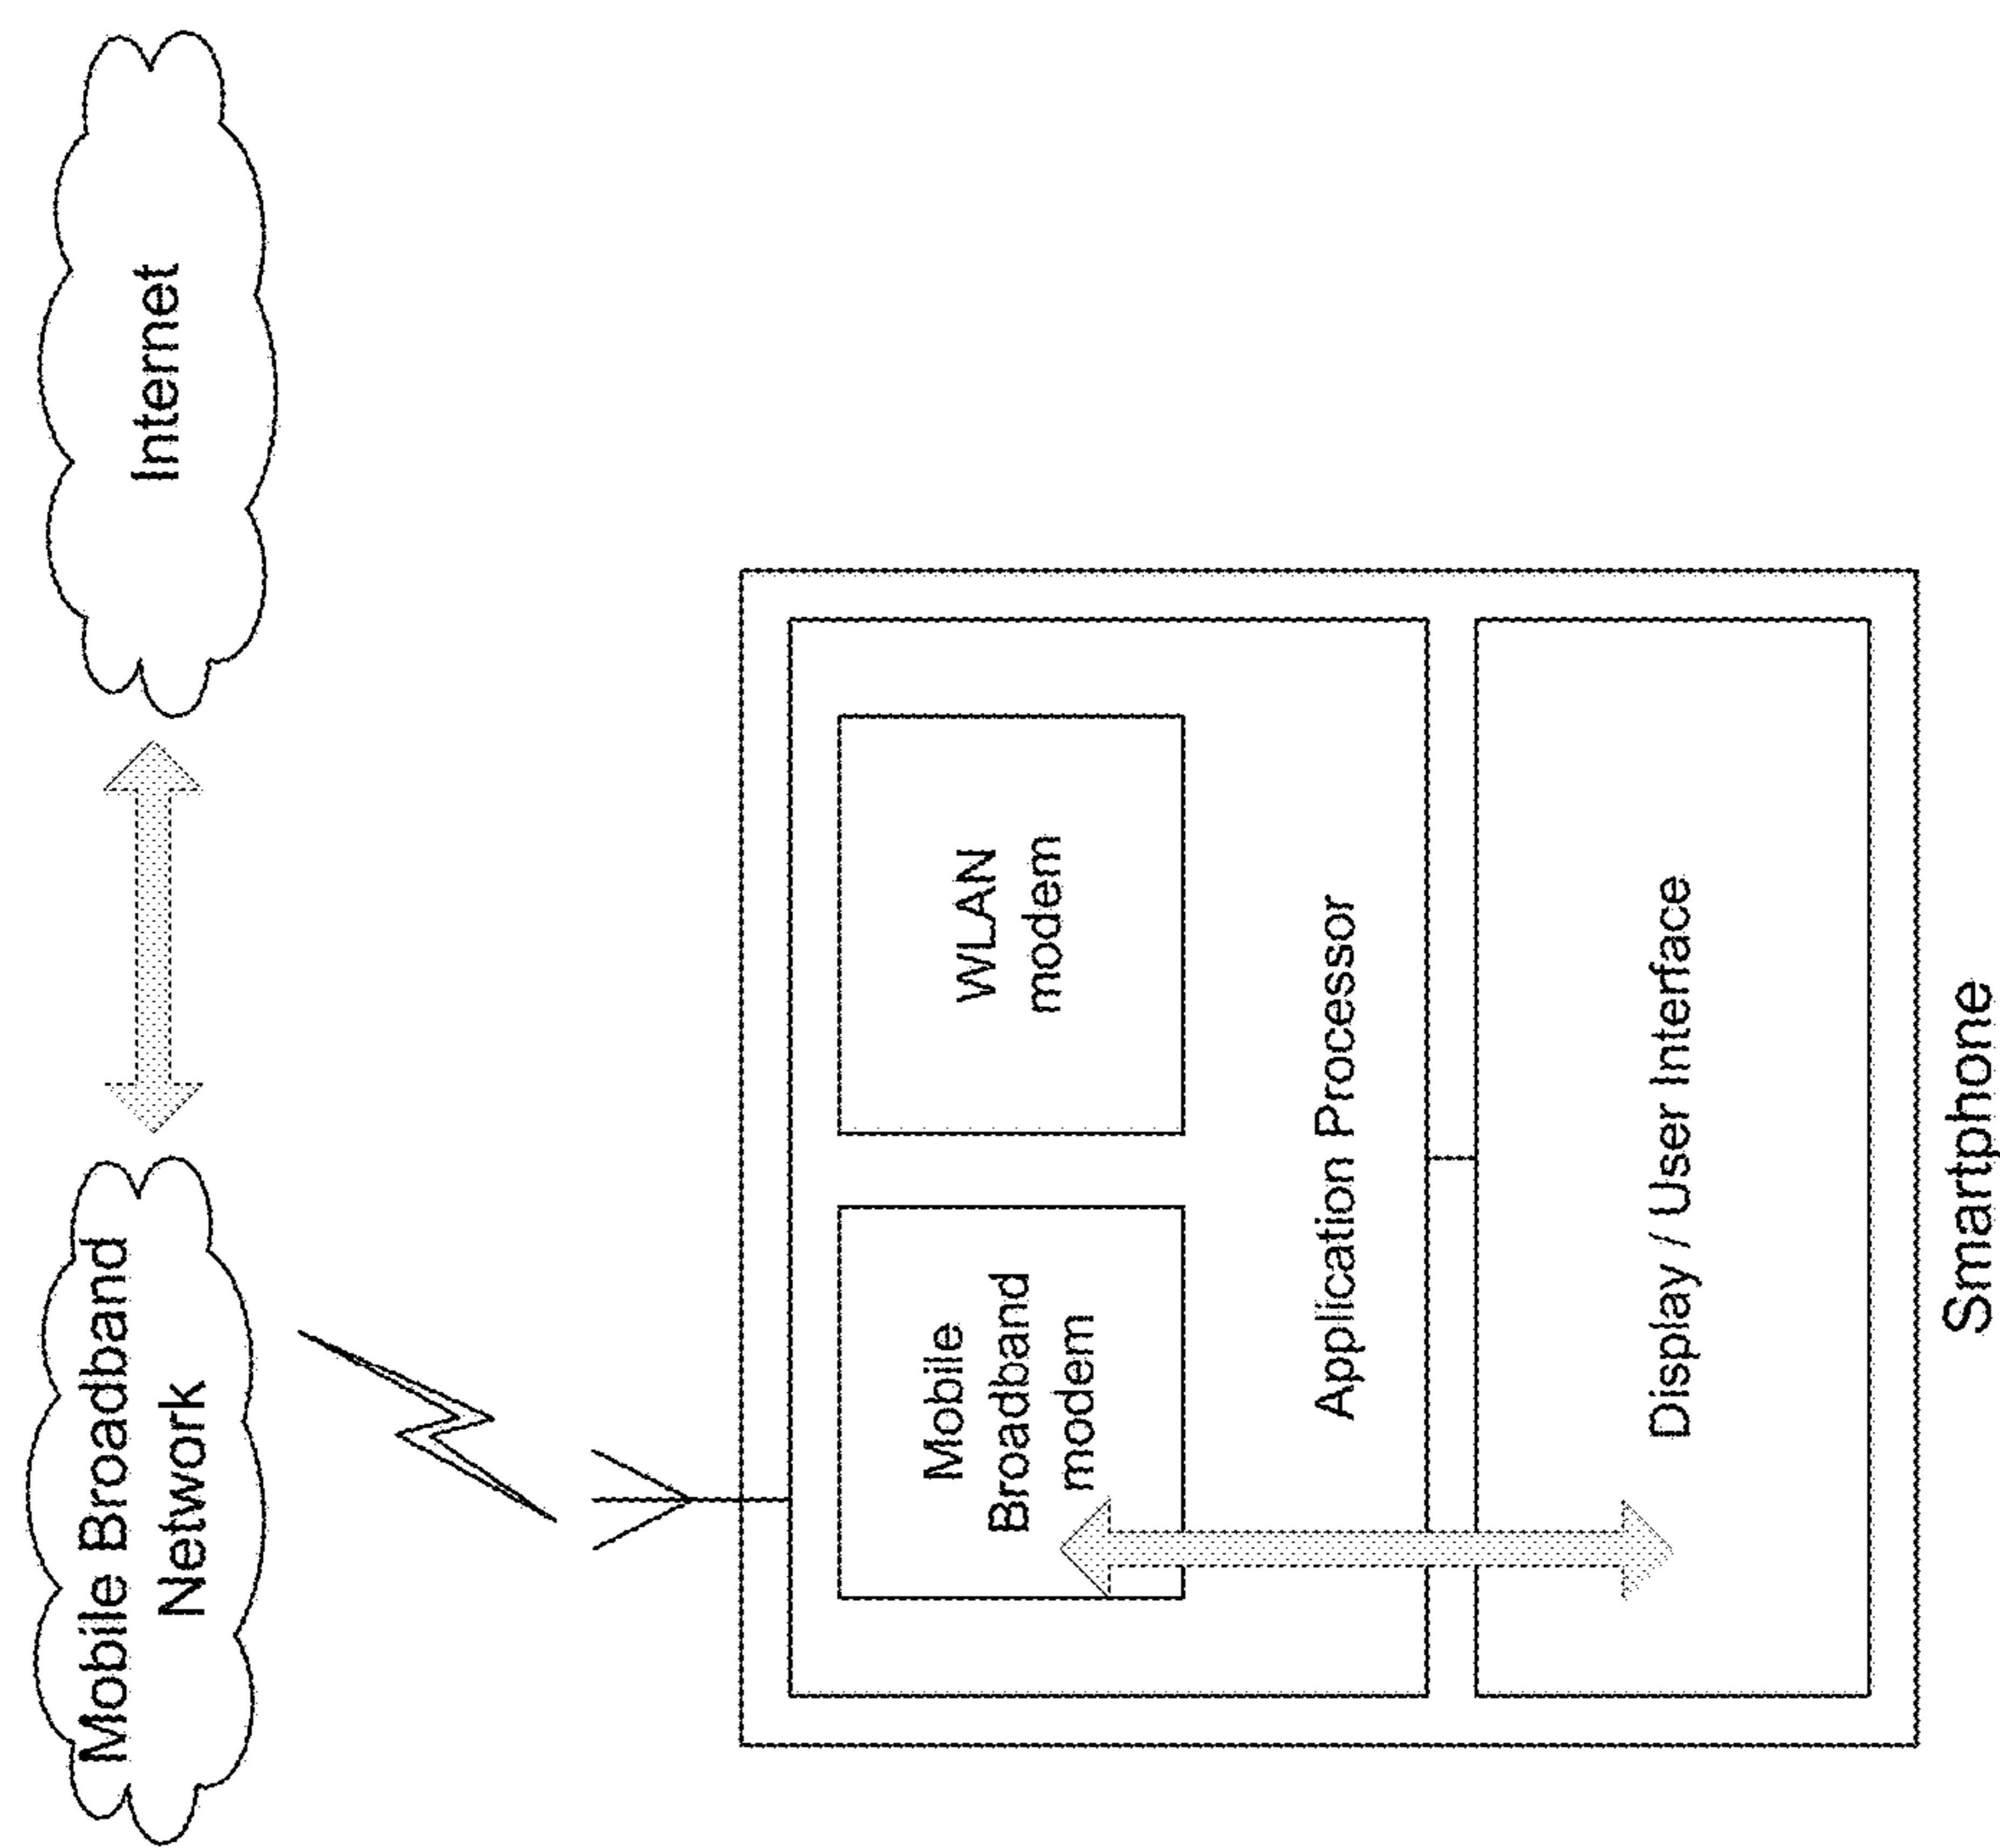 Mobile Broadband
Network
Internet
Mobile
Broadband
modem
WLAN
modem
Application Processor
Display / User Interface
Smartphone